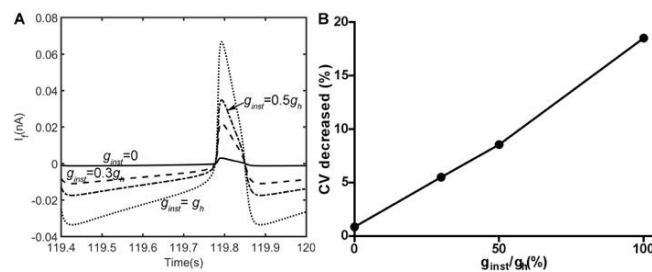 A
B
I_f(nA)
0.08
0.06
0.04
0.02
0
-0.02
-0.04
g_inst=0.5g_h
g_inst=0
g_inst=0.3g_h
g_inst= g_h
119.4 119.5 119.6 119.7 119.8 119.9 120
Time(s)
CV decreased (%)
20
15
10
5
0
0 50 100
g_inst/g_h(%)